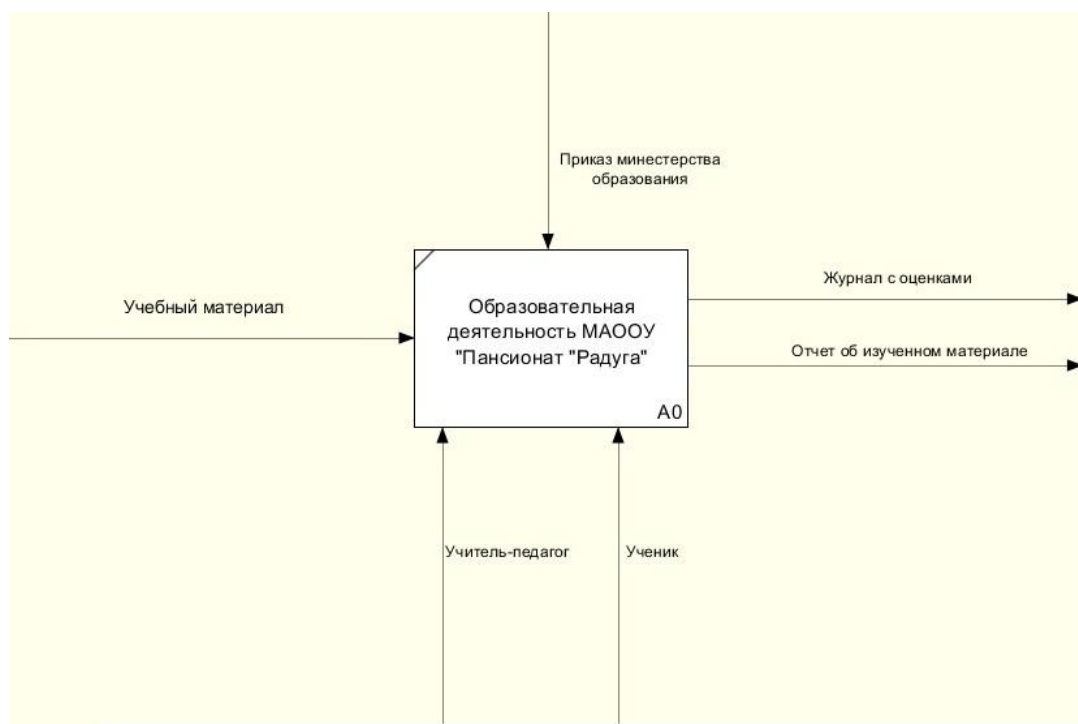 Приказ минестерства
образования
Учебный материал
Образовательная
деятельность МАООУ
"Пансионат "Радуга"
A0
Журнал с оценками
Отчет об изученном материале
Учитель-педагог
Ученик